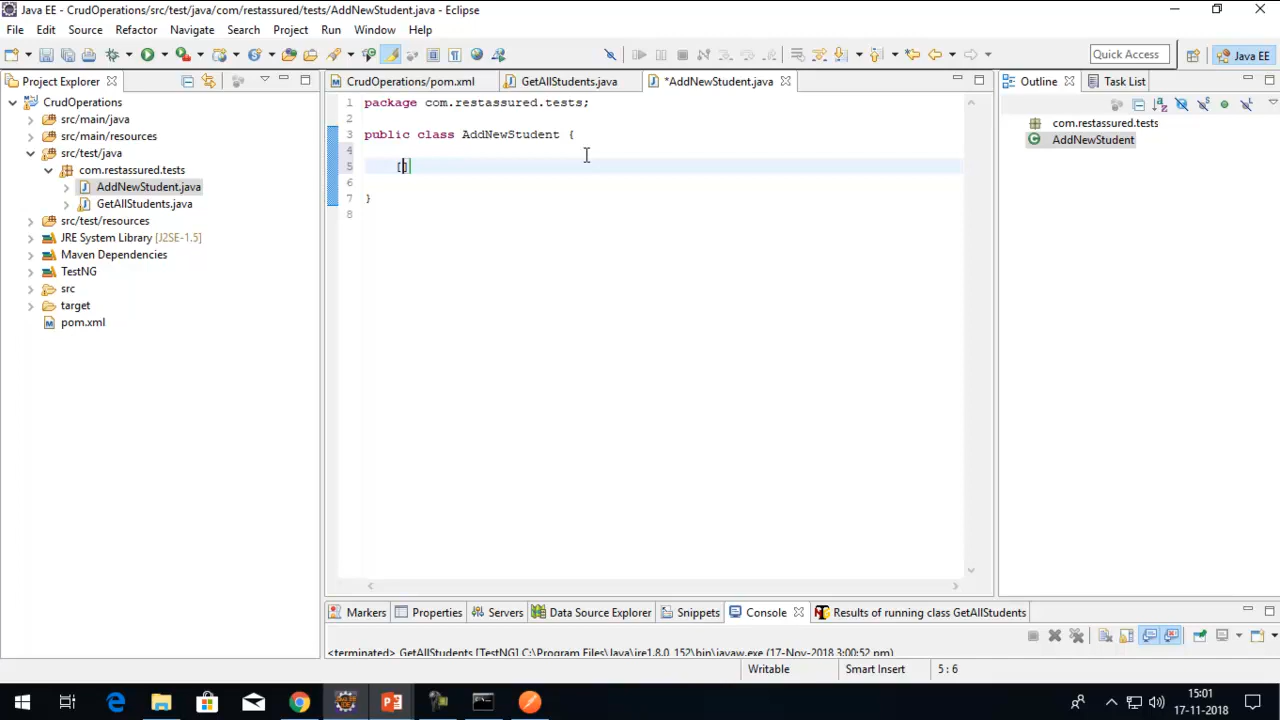 Java EE - CrudOperations/src/test/java/com/restassured/tests/AddNewStudent.java - Eclipse
File Edit Source Refactor Navigate Search Project Run Window Help
Quick Access
Java EE
Project Explorer
CrudOperations/pom.xml
GetAllStudents.java
*AddNewStudent.java
Outline
Task List
CrudOperations
src/main/java
src/main/resources
src/test/java
com.restassured.tests
AddNewStudent.java
GetAllStudents.java
src/test/resources
JRE System Library [J2SE-1.5]
Maven Dependencies
TestNG
src
target
pom.xml
1 package com.restassured.tests;
2
3 public class AddNewStudent {
4
5 []
6
7 }
8
com.restassured.tests
AddNewStudent
Markers Properties Servers Data Source Explorer Snippets Console Results of running class GetAllStudents
<terminated> GetAllStudents [TestNG] C:\Program Files\Java\jre1.8.0_152\bin\javaw.exe (17-Nov-2018 3:00:52 pm)
Writable
Smart Insert
5 : 6
15:01
17-11-2018